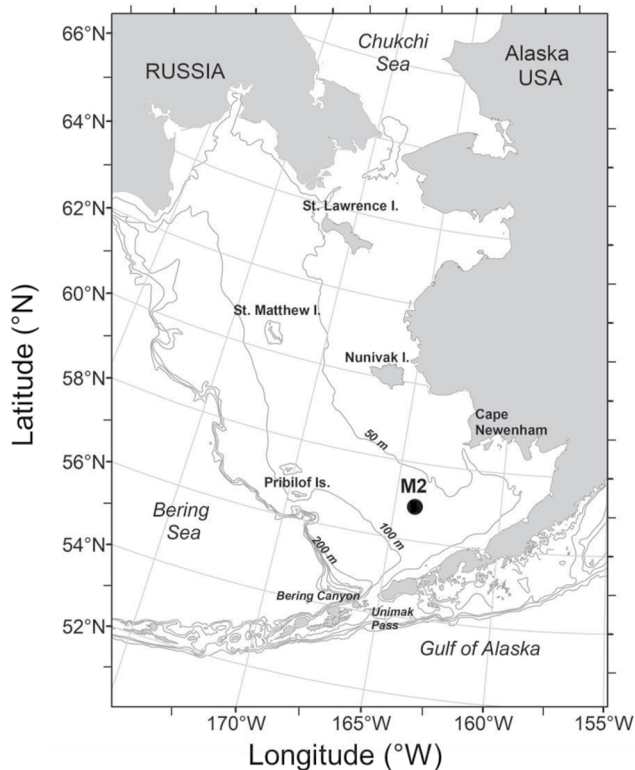 66°N
64°N
62°N
60°N
58°N
56°N
54°N
52°N
Latitude (°N)
Chukchi
Sea
RUSSIA
Alaska
USA
St. Lawrence I.
St. Matthew I.
Nunivak I.
Cape
Newenham
50 m
Pribilof Is.
M2
Bering
Sea
100 m
200 m
Bering Canyon
Unimak
Pass
Gulf of Alaska
170°W
165°W
160°W
155°W
Longitude (°W)